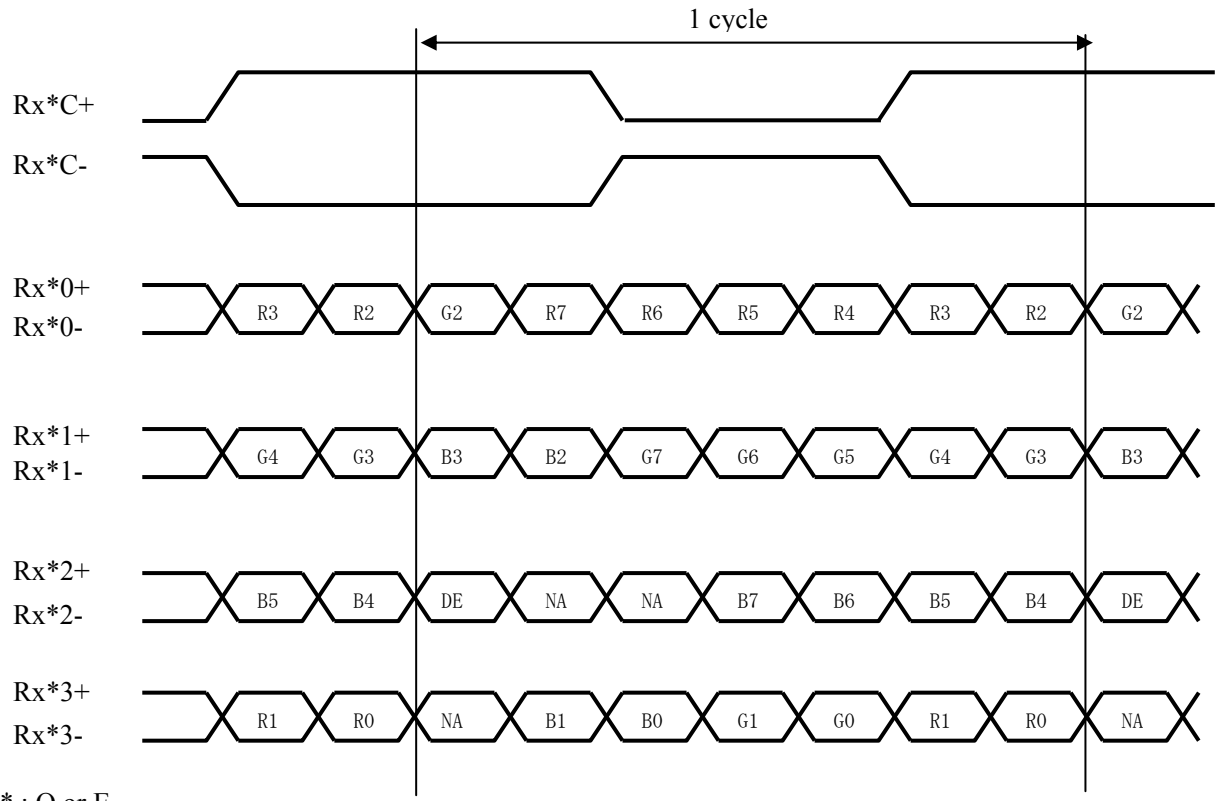 1 cycle
Rx*C+
Rx*C-
Rx*0+
R3 R2 G2 R7 R6 R5 R4 R3 R2 G2
Rx*0-
Rx*1+
G4 G3 B3 B2 G7 G6 G5 G4 G3 B3
Rx*1-
Rx*2+
B5 B4 DE NA NA B7 B6 B5 B4 DE
Rx*2-
Rx*3+
R1 R0 NA B1 B0 G1 G0 R1 R0 NA
Rx*3-
* : O or E